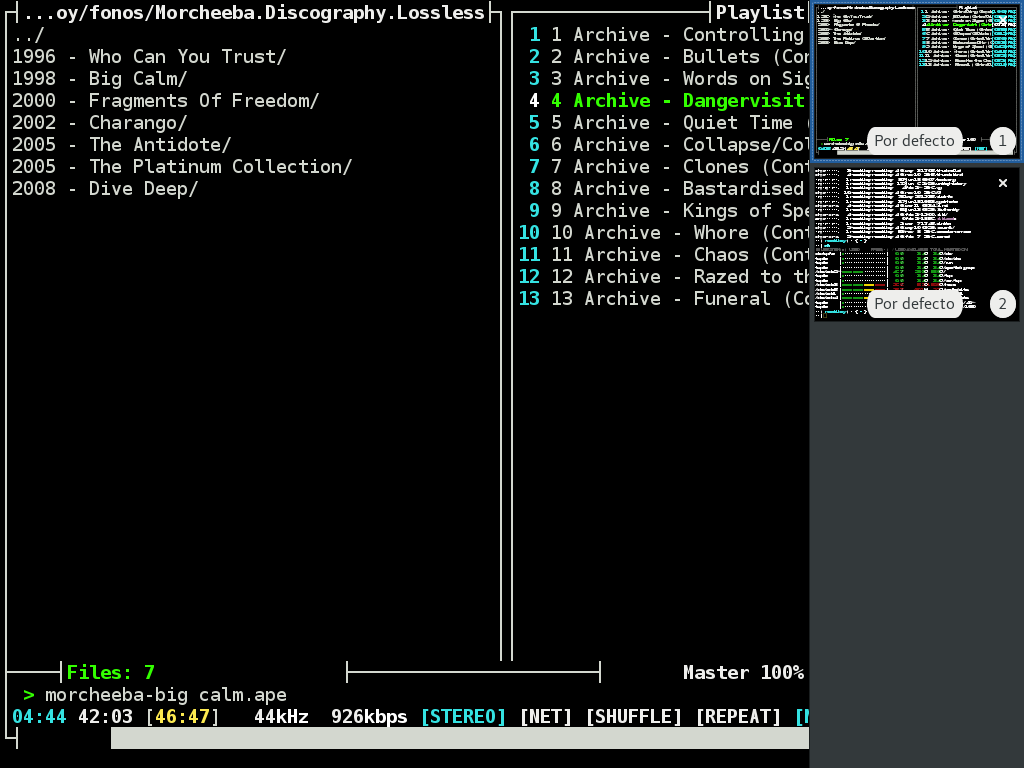 ...oy/fonos/Morcheeba.Discography.Lossless
../
1996 - Who Can You Trust/
1998 - Big Calm/
2000 - Fragments Of Freedom/
2002 - Charango/
2005 - The Antidote/
2005 - The Platinum Collection/
2008 - Dive Deep/
Playlist
1 1 Archive - Controlling
2 2 Archive - Bullets (Con
3 3 Archive - Words on Sig
4 4 Archive - Dangervisit
5 5 Archive - Quiet Time (
6 6 Archive - Collapse/Col
7 7 Archive - Clones (Cont
8 8 Archive - Bastardised
9 9 Archive - Kings of Spe
10 10 Archive - Whore (Cont
11 11 Archive - Chaos (Cont
12 12 Archive - Razed to th
13 13 Archive - Funeral (Co
Files: 7
Master 100%
> morcheeba-big calm.ape
04:44 42:03 [46:47] 44kHz 926kbps [STEREO] [NET] [SHUFFLE] [REPEAT] [N
Por defecto 1
Por defecto 2